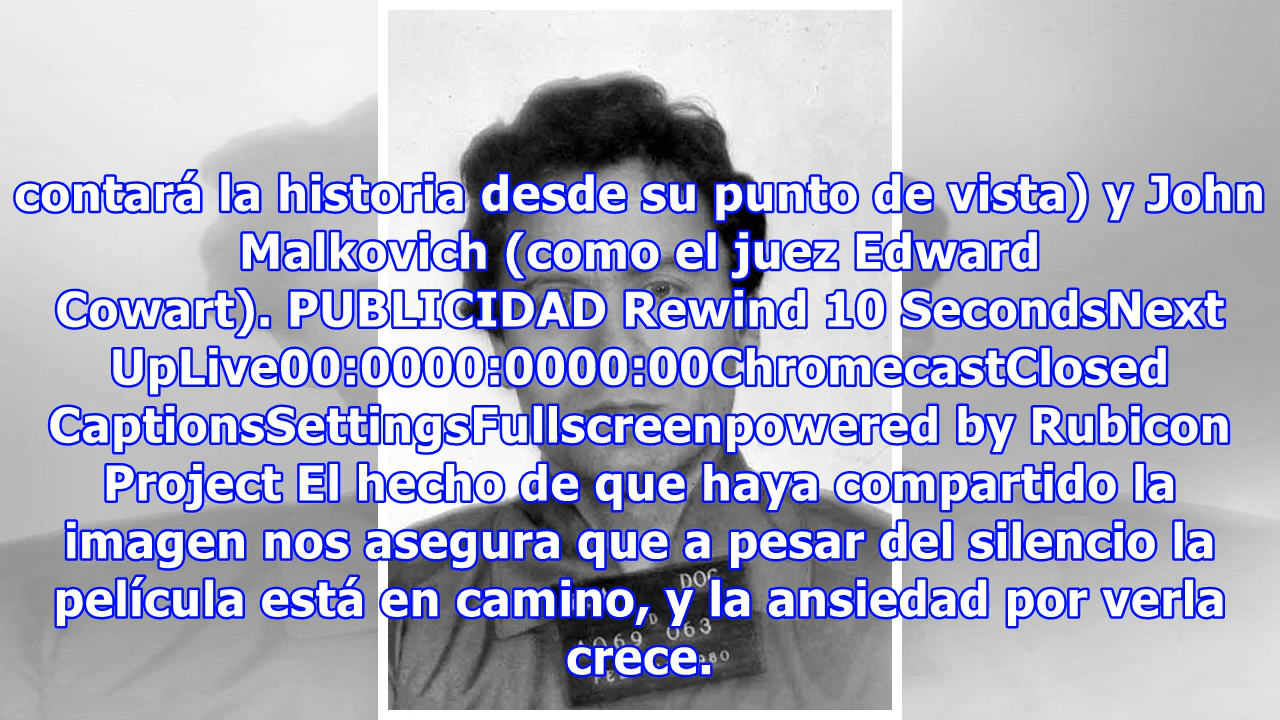 contará la historia desde su punto de vista) y John
Malkovich (como el juez Edward
Cowart). PUBLICIDAD Rewind 10 SecondsNext
UpLive00:0000:0000:00ChromecastClosed
CaptionsSettingsFullscreenpowered by Rubicon
Project El hecho de que haya compartido la
imagen nos asegura que a pesar del silencio la
película está en camino, y la ansiedad por verla
crece.
DOC
063